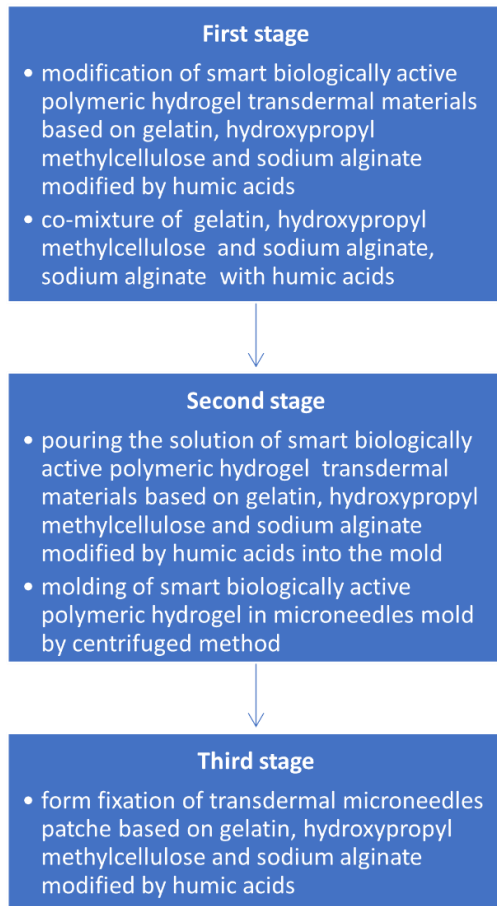 First stage
• modification of smart biologically active
polymeric hydrogel transdermal materials
based on gelatin, hydroxypropyl
methylcellulose and sodium alginate
modified by humic acids
• co-mixture of gelatin, hydroxypropyl
methylcellulose and sodium alginate,
sodium alginate with humic acids
Second stage
• pouring the solution of smart biologically
active polymeric hydrogel transdermal
materials based on gelatin, hydroxypropyl
methylcellulose and sodium alginate
modified by humic acids into the mold
• molding of smart biologically active
polymeric hydrogel in microneedles mold
by centrifuged method
Third stage
• form fixation of transdermal microneedles
patche based on gelatin, hydroxypropyl
methylcellulose and sodium alginate
modified by humic acids